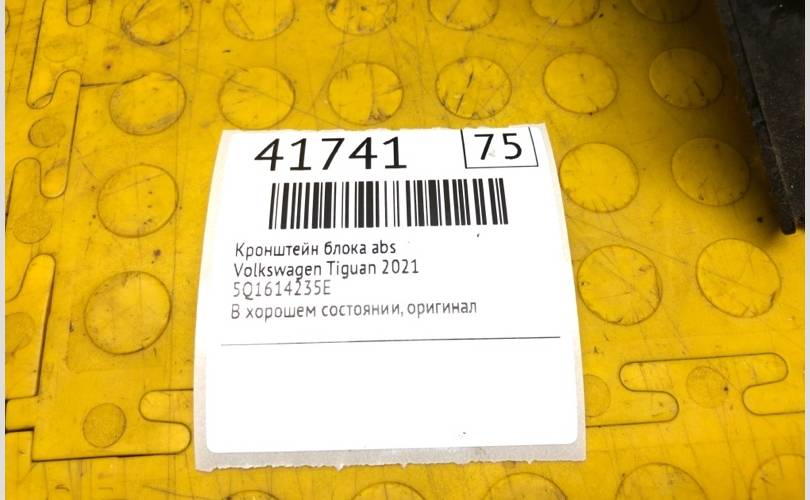 41741 75
Кронштейн блока abs
Volkswagen Tiguan 2021
5Q1614235E
В хорошем состоянии, оригинал